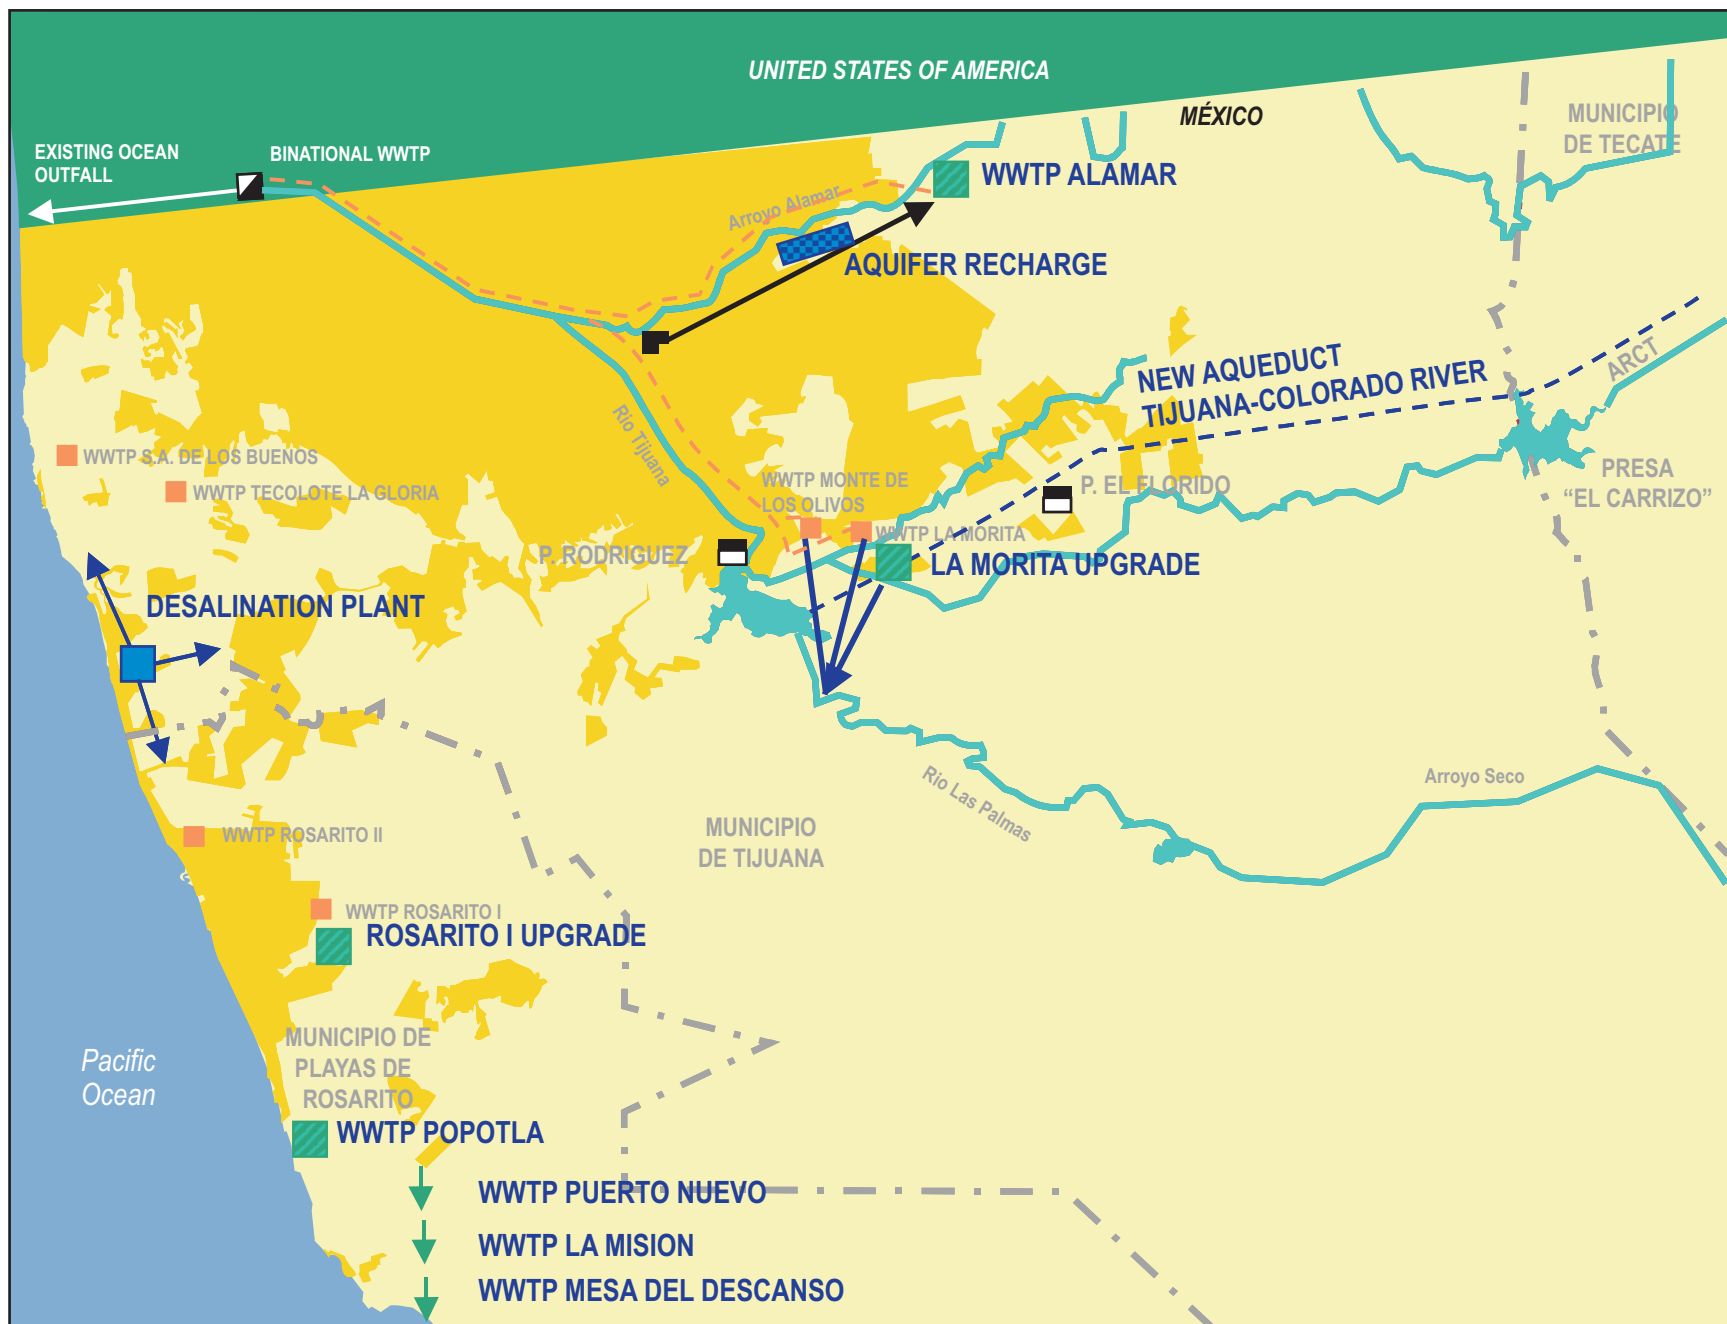 UNITED STATES OF AMERICA
MÉXICO
MUNICIPIO
DE TECATE
EXISTING OCEAN
OUTFALL
BINATIONAL WWTP
WWTP ALAMAR
Arroyo Alamar
AQUIFER RECHARGE
NEW AQUEDUCT
TIJUANA-COLORADO RIVER
ARCT
Río Tijuana
WWTP S.A. DE LOS BUENOS
WWTP TECOLOTE LA GLORIA
WWTP MONTE DE
LOS OLIVOS
P. EL FLORIDO
PRESA
“EL CARRIZO”
WWTP LA MORITA
P. RODRIGUEZ
LA MORITA UPGRADE
DESALINATION PLANT
Rio Las Palmas
Arroyo Seco
MUNICIPIO
DE TIJUANA
WWTP ROSARITO II
WWTP ROSARITO I
ROSARITO I UPGRADE
Pacific
Ocean
MUNICIPIO DE
PLAYAS DE
ROSARITO
WWTP POPOTLA
WWTP PUERTO NUEVO
WWTP LA MISION
WWTP MESA DEL DESCANSO